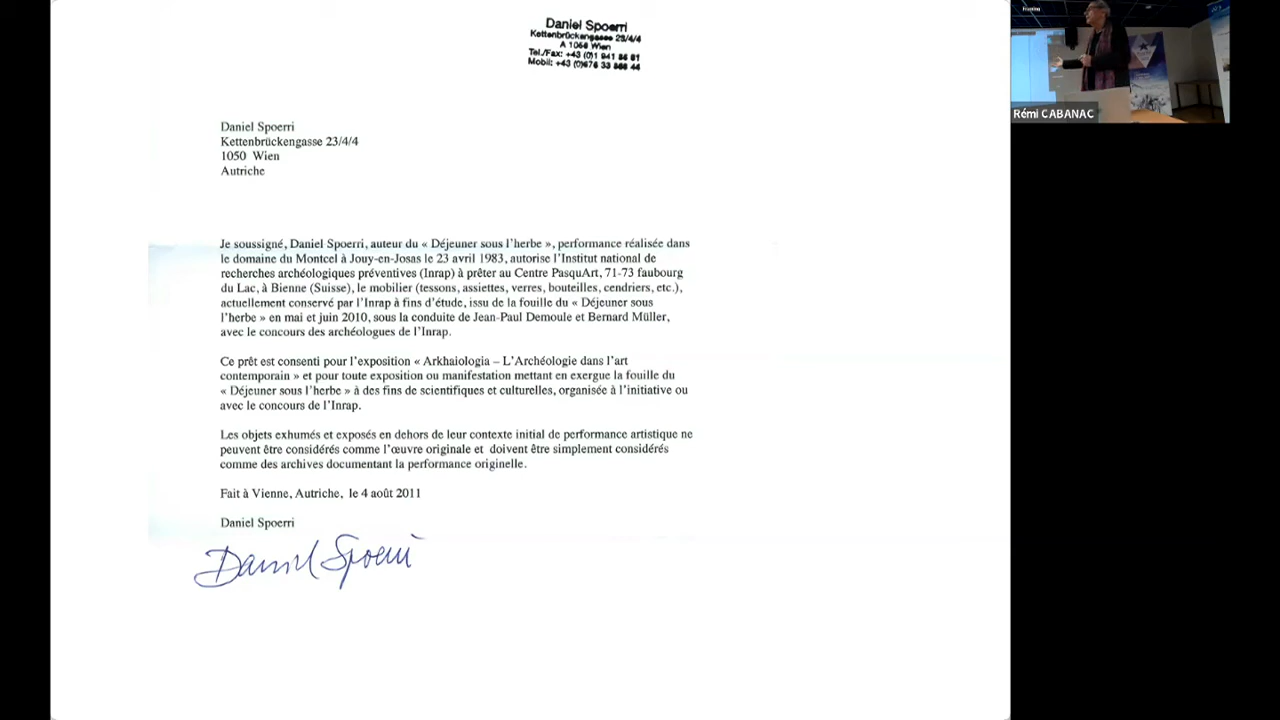 Daniel Spoerri
Kettenbrückengasse 23/4/4
A 1050 Wien
Daniel Spoerri
Kettenbrückengasse 23/4/4
1050 Wien
Autriche
Je soussigné, Daniel Spoerri, auteur du « Déjeuner sous l'herbe », performance réalisée dans
le domaine du Montcel à Jouy-en-Josas le 23 avril 1983, autorise l'Institut national de
recherches archéologiques préventives (Inrap) à prêter au Centre PasquArt, 71-73 faubourg
du Lac, à Bienne (Suisse), le mobilier (tessons, assiettes, verres, bouteilles, cendriers, etc.),
actuellement conservé par l'Inrap à fins d'étude, issu de la fouille du « Déjeuner sous
l'herbe » en mai et juin 2010, sous la conduite de Jean-Paul Demoule et Bernard Müller,
avec le concours des archéologues de l'Inrap.
Ce prêt est consenti pour l'exposition « Arkhaiologia – L'Archéologie dans l'art
contemporain » et pour toute exposition ou manifestation mettant en exergue la fouille du
« Déjeuner sous l'herbe » à des fins de scientifiques et culturelles, organisée à l'initiative ou
avec le concours de l'Inrap.
Les objets exhumés et exposés en dehors de leur contexte initial de performance artistique ne
peuvent être considérés comme l'œuvre originale et doivent être simplement considérés
comme des archives documentant la performance originelle.
Fait à Vienne, Autriche, le 4 août 2011
Daniel Spoerri
Daniel Spoerri
Rémi CABANAC